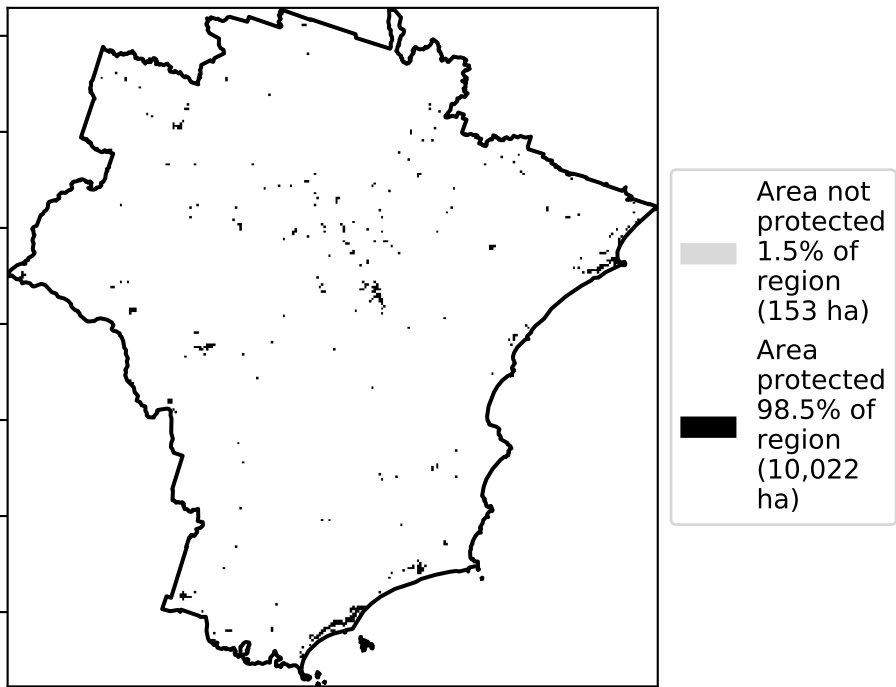 Area not
protected
1.5% of
region
(153 ha)
Area
protected
98.5% of
region
(10,022
ha)